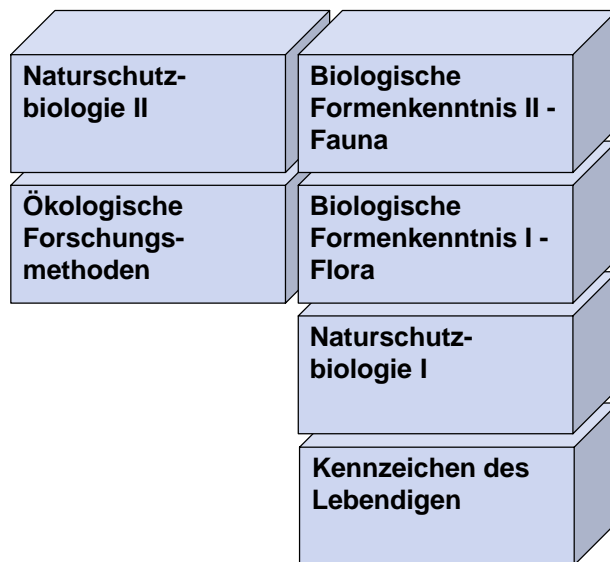 Naturschutz-
biologie II
Biologische
Formenkenntnis II -
Fauna
Ökologische
Forschungs-
methoden
Biologische
Formenkenntnis I -
Flora
Naturschutz-
biologie I
Kennzeichen des
Lebendigen